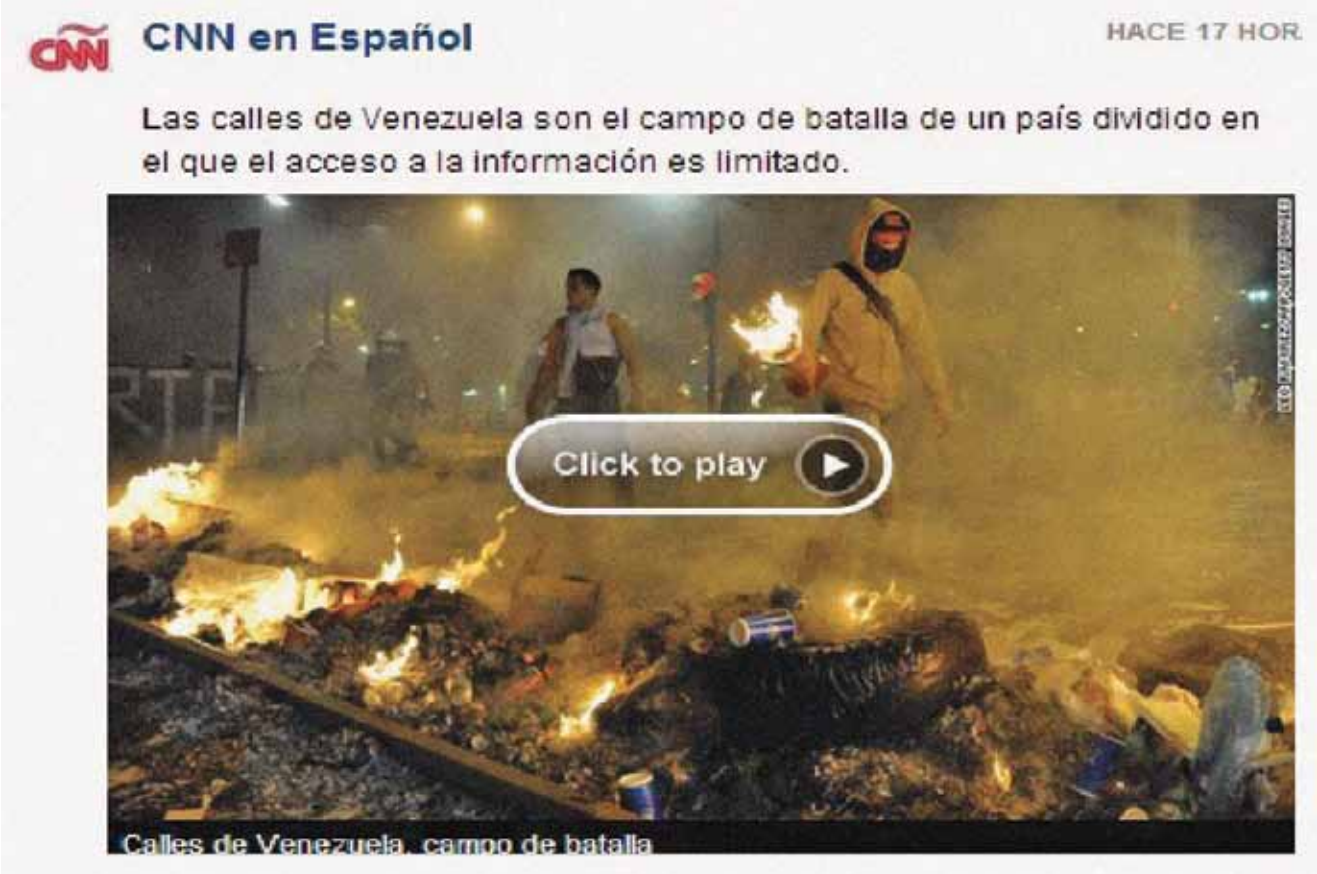 CNN
CNN en Español
HACE 17 HOR
Las calles de Venezuela son el campo de batalla de un país dividido en
el que el acceso a la información es limitado.
RTE
Click to play
Calles de Venezuela, campo de batalla